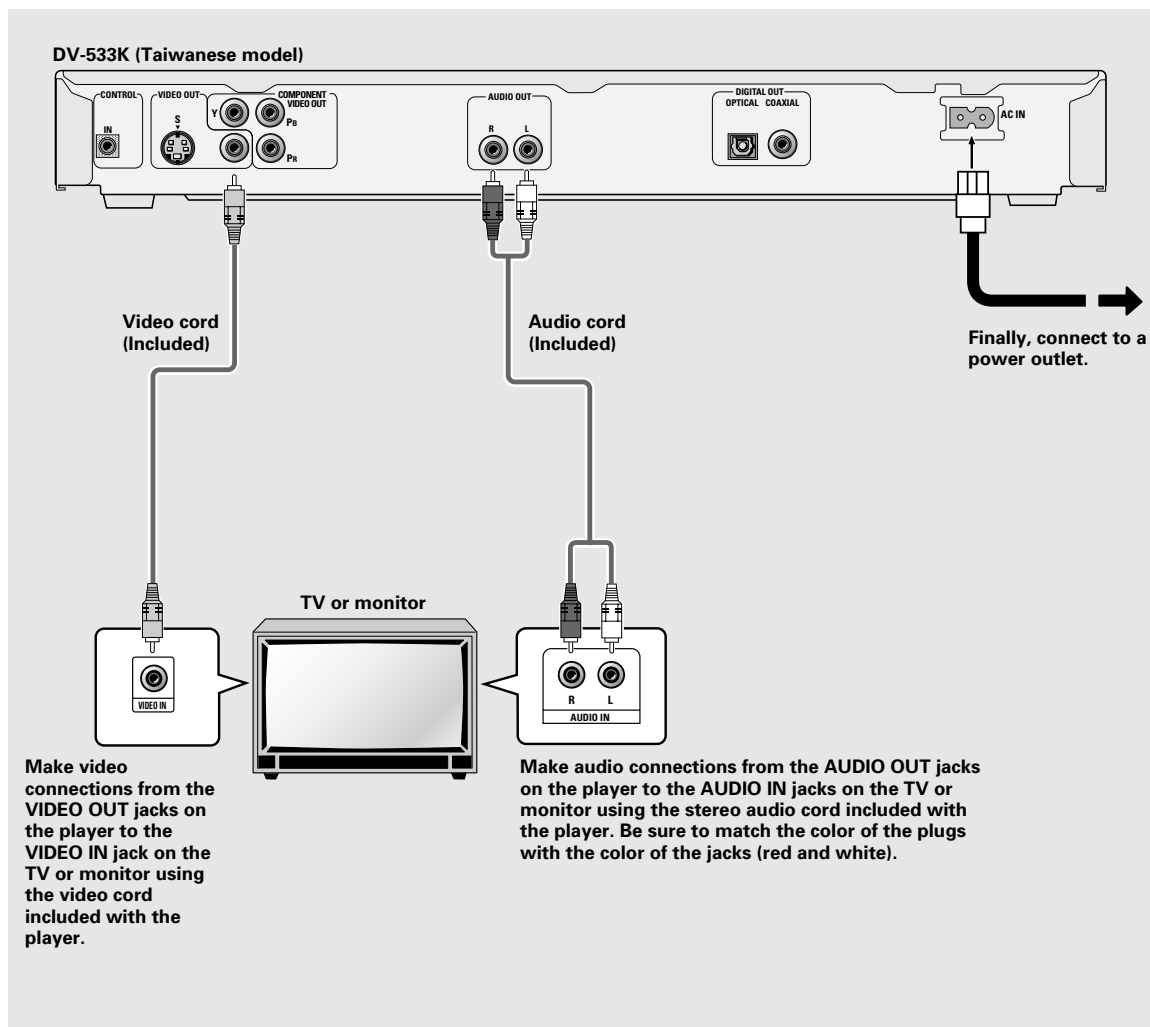 DV-533K (Taiwanese model)
CONTROL
IN
VIDEO OUT
S
Y
COMPONENT
VIDEO OUT
PB
PR
AUDIO OUT
R L
DIGITAL OUT
OPTICAL COAXIAL
AC IN
Video cord
(Included)
Audio cord
(Included)
Finally, connect to a
power outlet.
TV or monitor
VIDEO IN
R L
AUDIO IN
Make video
connections from the
VIDEO OUT jacks on
the player to the
VIDEO IN jack on the
TV or monitor using
the video cord
included with the
player.
Make audio connections from the AUDIO OUT jacks
on the player to the AUDIO IN jacks on the TV or
monitor using the stereo audio cord included with
the player. Be sure to match the color of the plugs
with the color of the jacks (red and white).